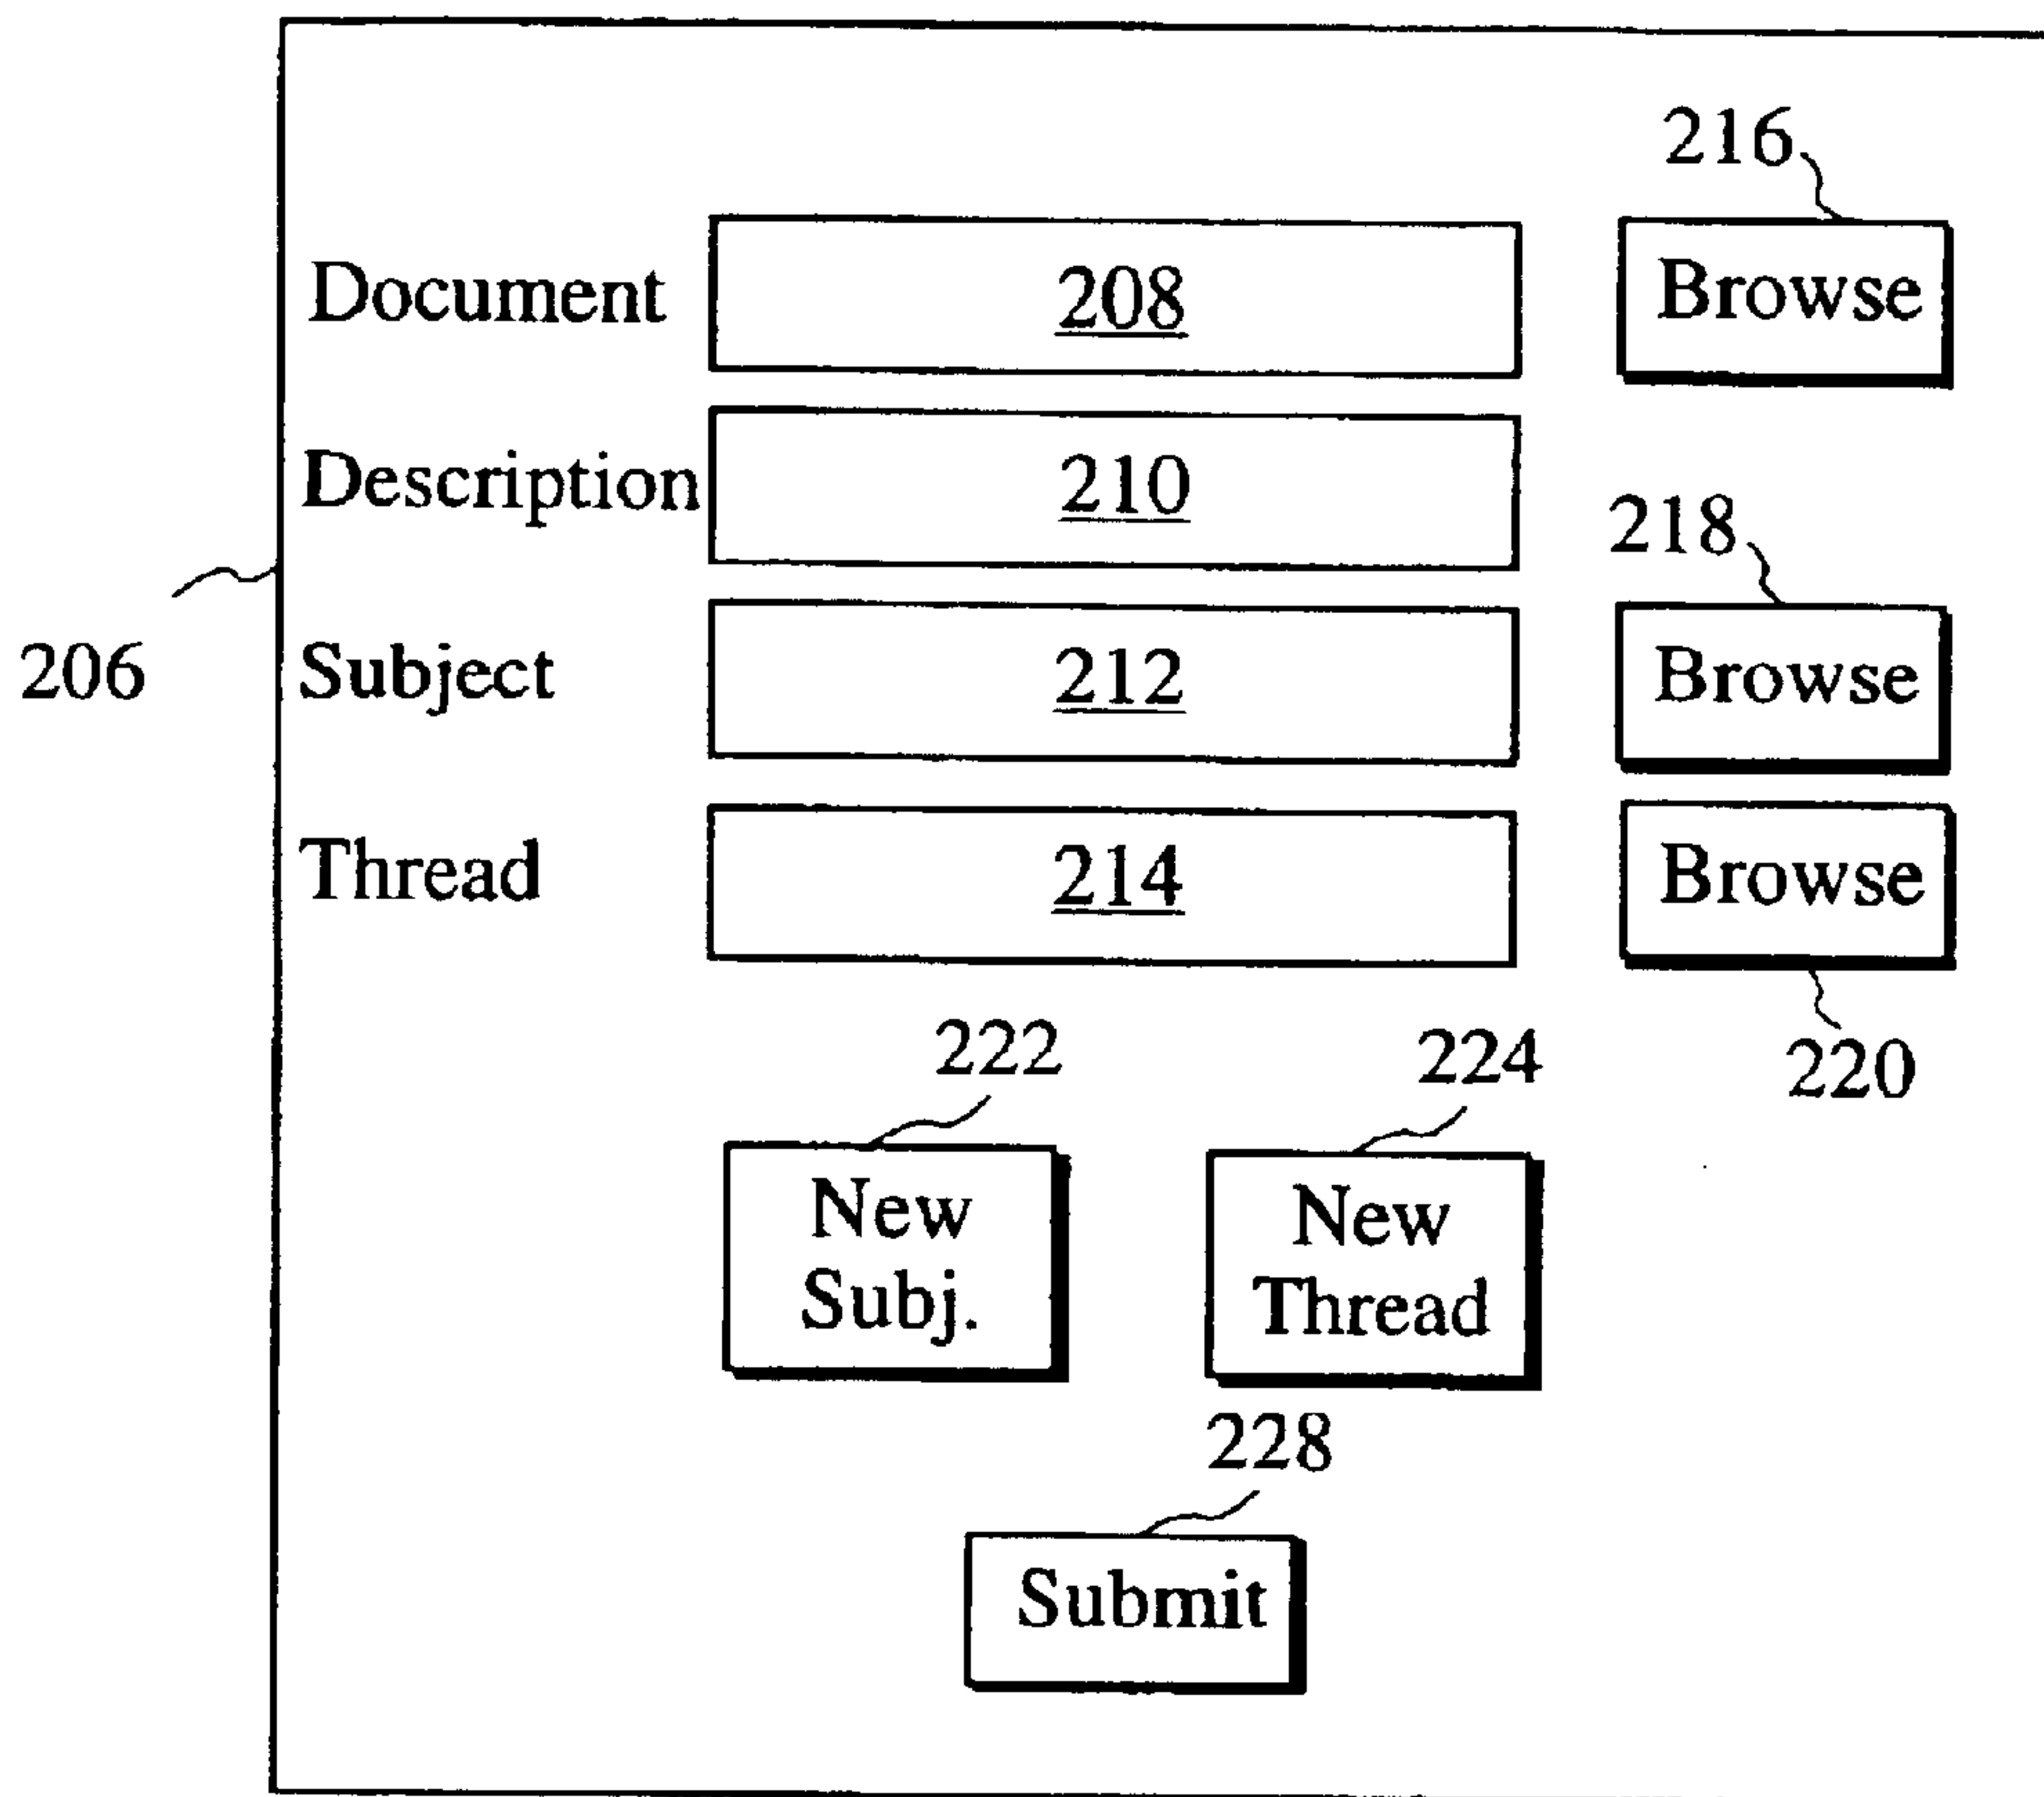 216
Document 208 Browse
Description 210
218
206 Subject 212 Browse
Thread 214 Browse
222 224 220
New
Subj.
New
Thread
228
Submit